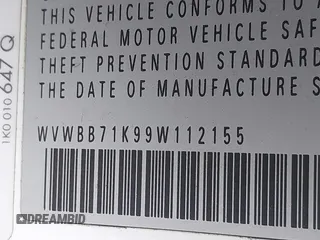 THIS VEHICLE CONFORMS TO
FEDERAL MOTOR VEHICLE SAF
THEFT PREVENTION STANDARD
THE DATE OF MANUFACTURE S
WVWBB71K99W112155
1K0 010 647 Q
DREAMBID